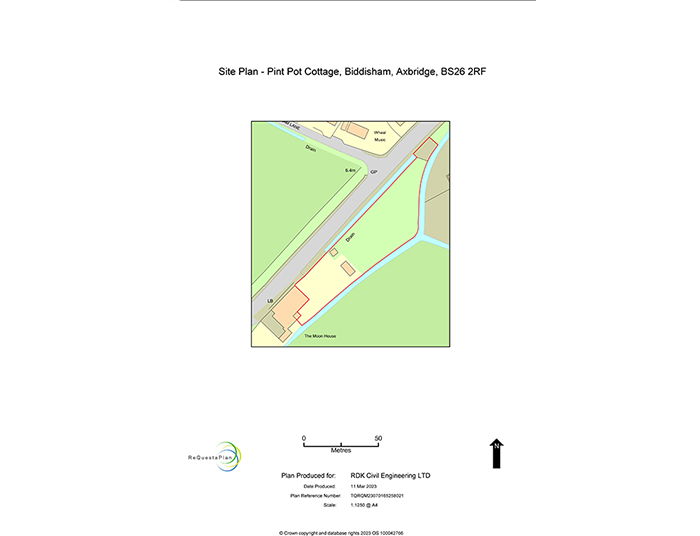 Site Plan - Pint Pot Cottage, Biddisham, Axbridge, BS26 2RF
LANE
Wheel
Music
Drain
5.4m
GP
Drain
LB
The Moon House
0 50
Metres
N
ReQuestaPlan
Plan Produced for: RDK Civil Engineering LTD
Date Produced: 11 Mar 2023
Plan Reference Number: TQRQM23070165258021
Scale: 1:1250 @ A4
© Crown copyright and database rights 2023 OS 100042766